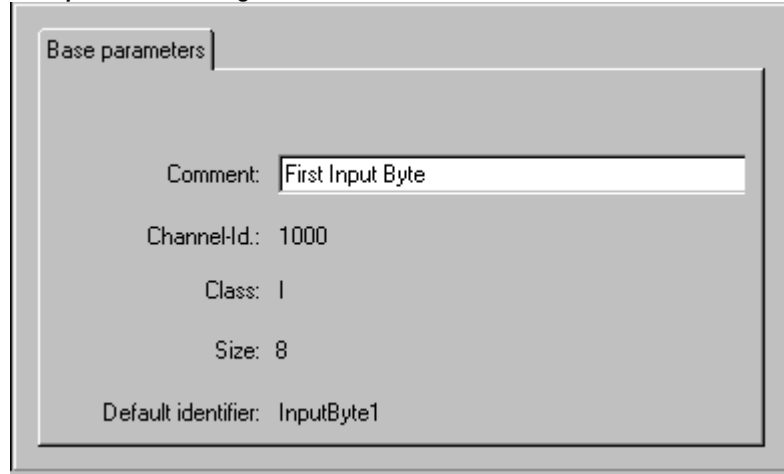 Base parameters
Comment: First Input Byte
Channel-Id.: 1000
Class: I
Size: 8
Default identifier: InputByte1